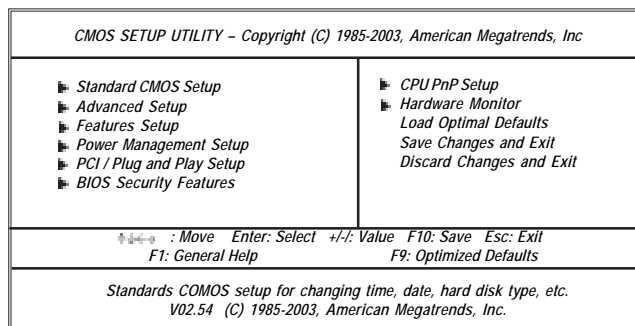 CMOS SETUP UTILITY – Copyright (C) 1985-2003, American Megatrends, Inc
Standard CMOS Setup
Advanced Setup
Features Setup
Power Management Setup
PCI / Plug and Play Setup
BIOS Security Features
CPU PnP Setup
Hardware Monitor
Load Optimal Defaults
Save Changes and Exit
Discard Changes and Exit
: Move Enter: Select +/-/: Value F10: Save Esc: Exit
F1: General Help F9: Optimized Defaults
Standards COMOS setup for changing time, date, hard disk type, etc.
V02.54 (C) 1985-2003, American Megatrends, Inc.